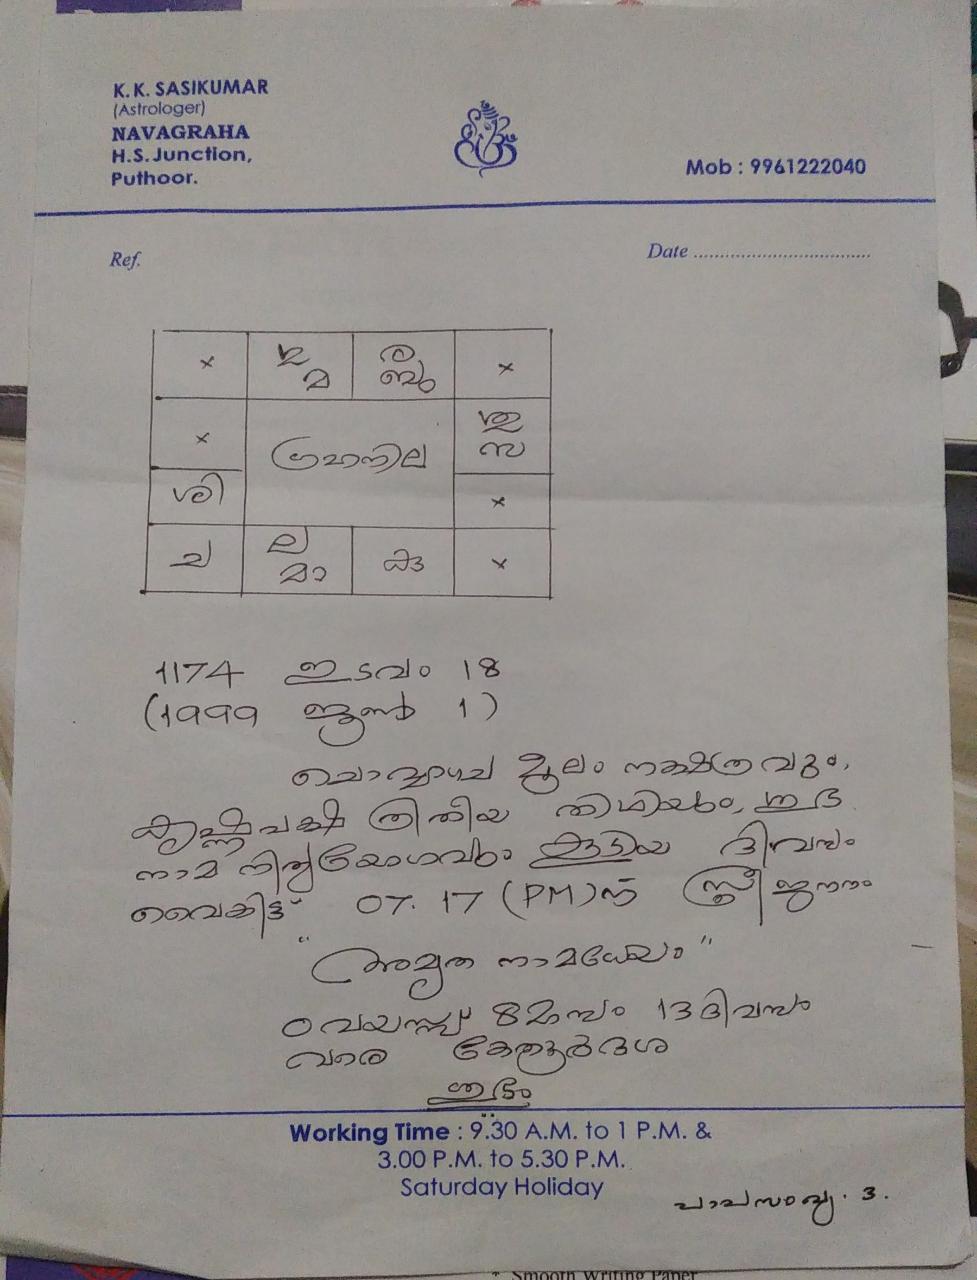 K. K. SASIKUMAR
(Astrologer)
NAVAGRAHA
H.S. Junction,
Puthoor.
Mob : 9961222040
Ref.
Date ..................................
× ര ×
മ ബും
× ഗ്രഹനില സ
ശി ×
ച ല കു ×
മാ
1174 ഇടവം 18
(1999 ജൂൺ 1)
ചൊവ്വാഴ്ച മൂലം നക്ഷത്രവും,
കൃഷ്ണപക്ഷ ത്രിതീയ തിഥിയും, ശുഭ
നാമ നിത്യയോഗവും കൂടിയ ദിവസം
വൈകിട്ട് 07.17 (PM)ന് സ്ത്രീ ജനനം
"അമൃത നാമധേയം"
0 വയസ്സ് 8 മാസം 13 ദിവസം
വരെ കേതുർദശ
ശുഭം
Working Time : 9.30 A.M. to 1 P.M. &
3.00 P.M. to 5.30 P.M.
Saturday Holiday
പാപസംഖ്യ. 3.
* Smooth Writing Paper